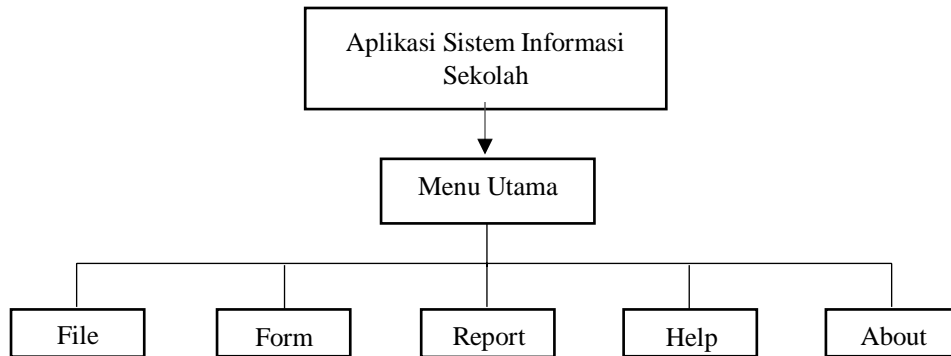 Aplikasi Sistem Informasi
Sekolah
Menu Utama
File
Form
Report
Help
About